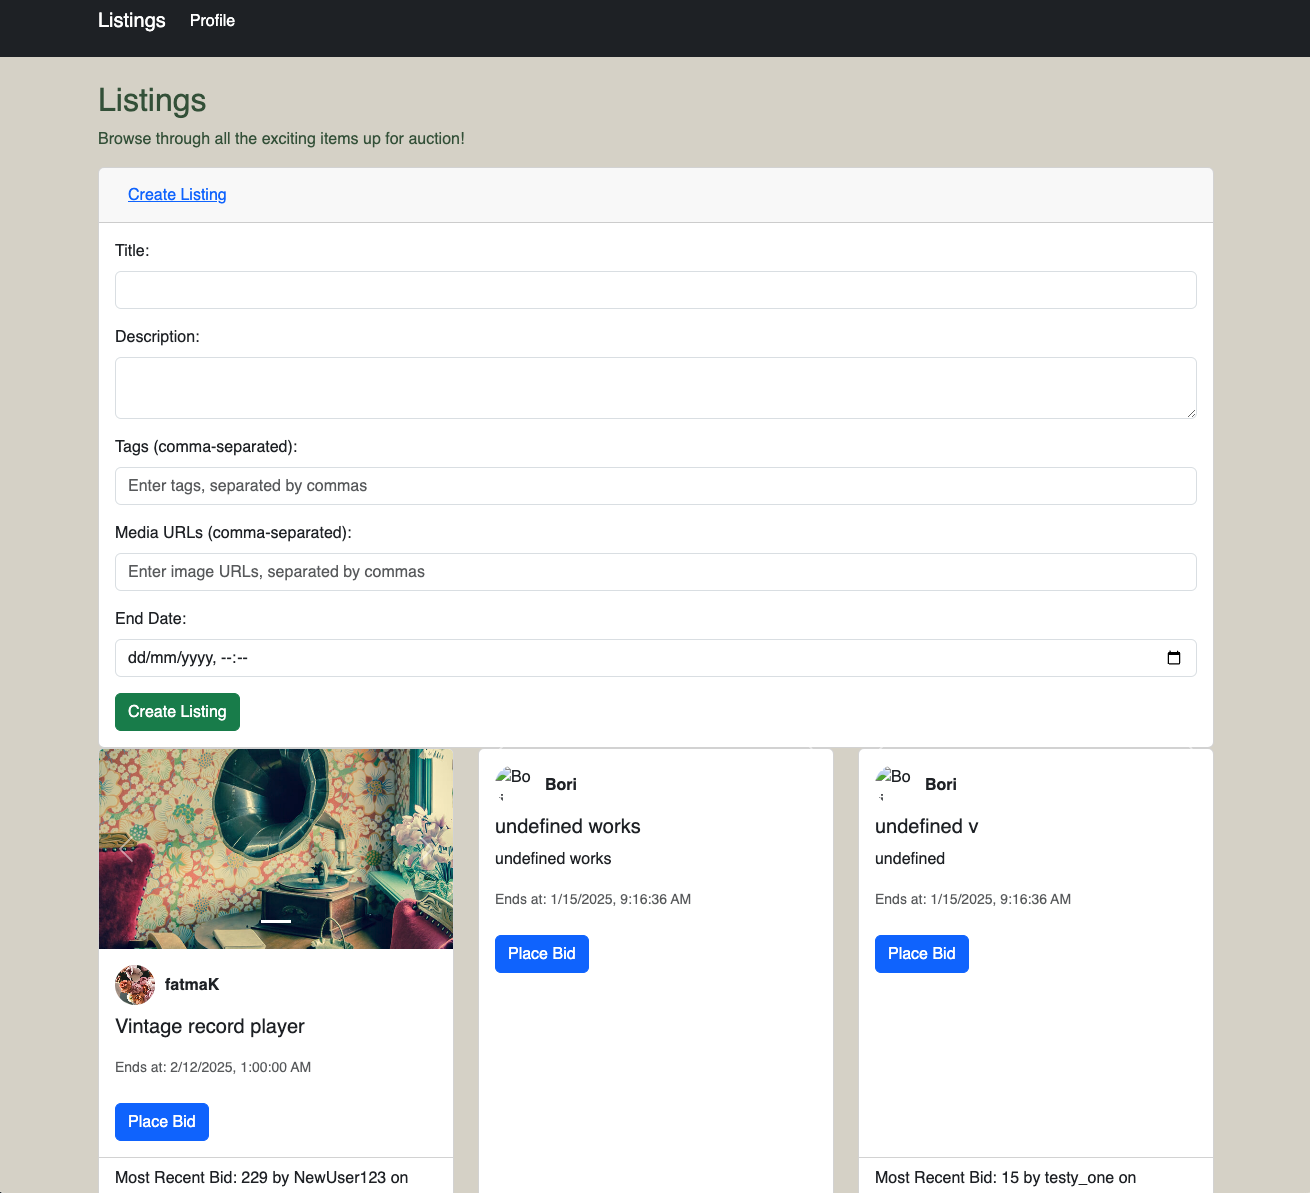 Listings Profile
Listings
Browse through all the exciting items up for auction!
Create Listing
Title:
Description:
Tags (comma-separated):
Enter tags, separated by commas
Media URLs (comma-separated):
Enter image URLs, separated by commas
End Date:
dd/mm/yyyy, --:--
Create Listing
fatmaK
Vintage record player
Ends at: 2/12/2025, 1:00:00 AM
Place Bid
Most Recent Bid: 229 by NewUser123 on
Bo
Bori
undefined works
undefined works
Ends at: 1/15/2025, 9:16:36 AM
Place Bid
Bo
Bori
undefined v
undefined
Ends at: 1/15/2025, 9:16:36 AM
Place Bid
Most Recent Bid: 15 by testy_one on